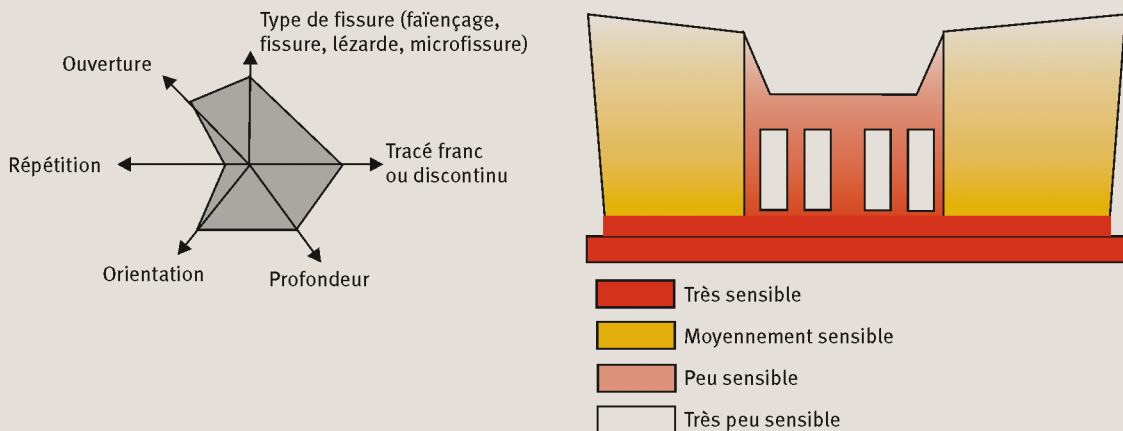 Type de fissure (faïençage,
fissure, lézarde, microfissure)
Ouverture
Répétition
Tracé franc
ou discontinu
Orientation
Profondeur
Très sensible
Moyennement sensible
Peu sensible
Très peu sensible